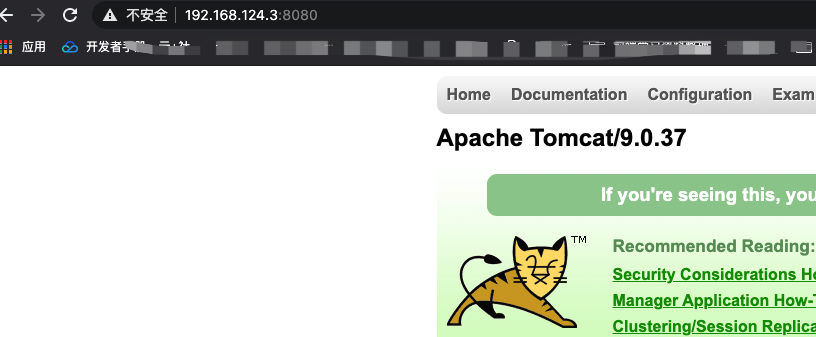 不安全 192.168.124.3:8080
应用 开发者手册
Home Documentation Configuration Exam
Apache Tomcat/9.0.37
If you're seeing this, you
TM
Recommended Reading:
Security Considerations Ho
Manager Application How-T
Clustering/Session Replica